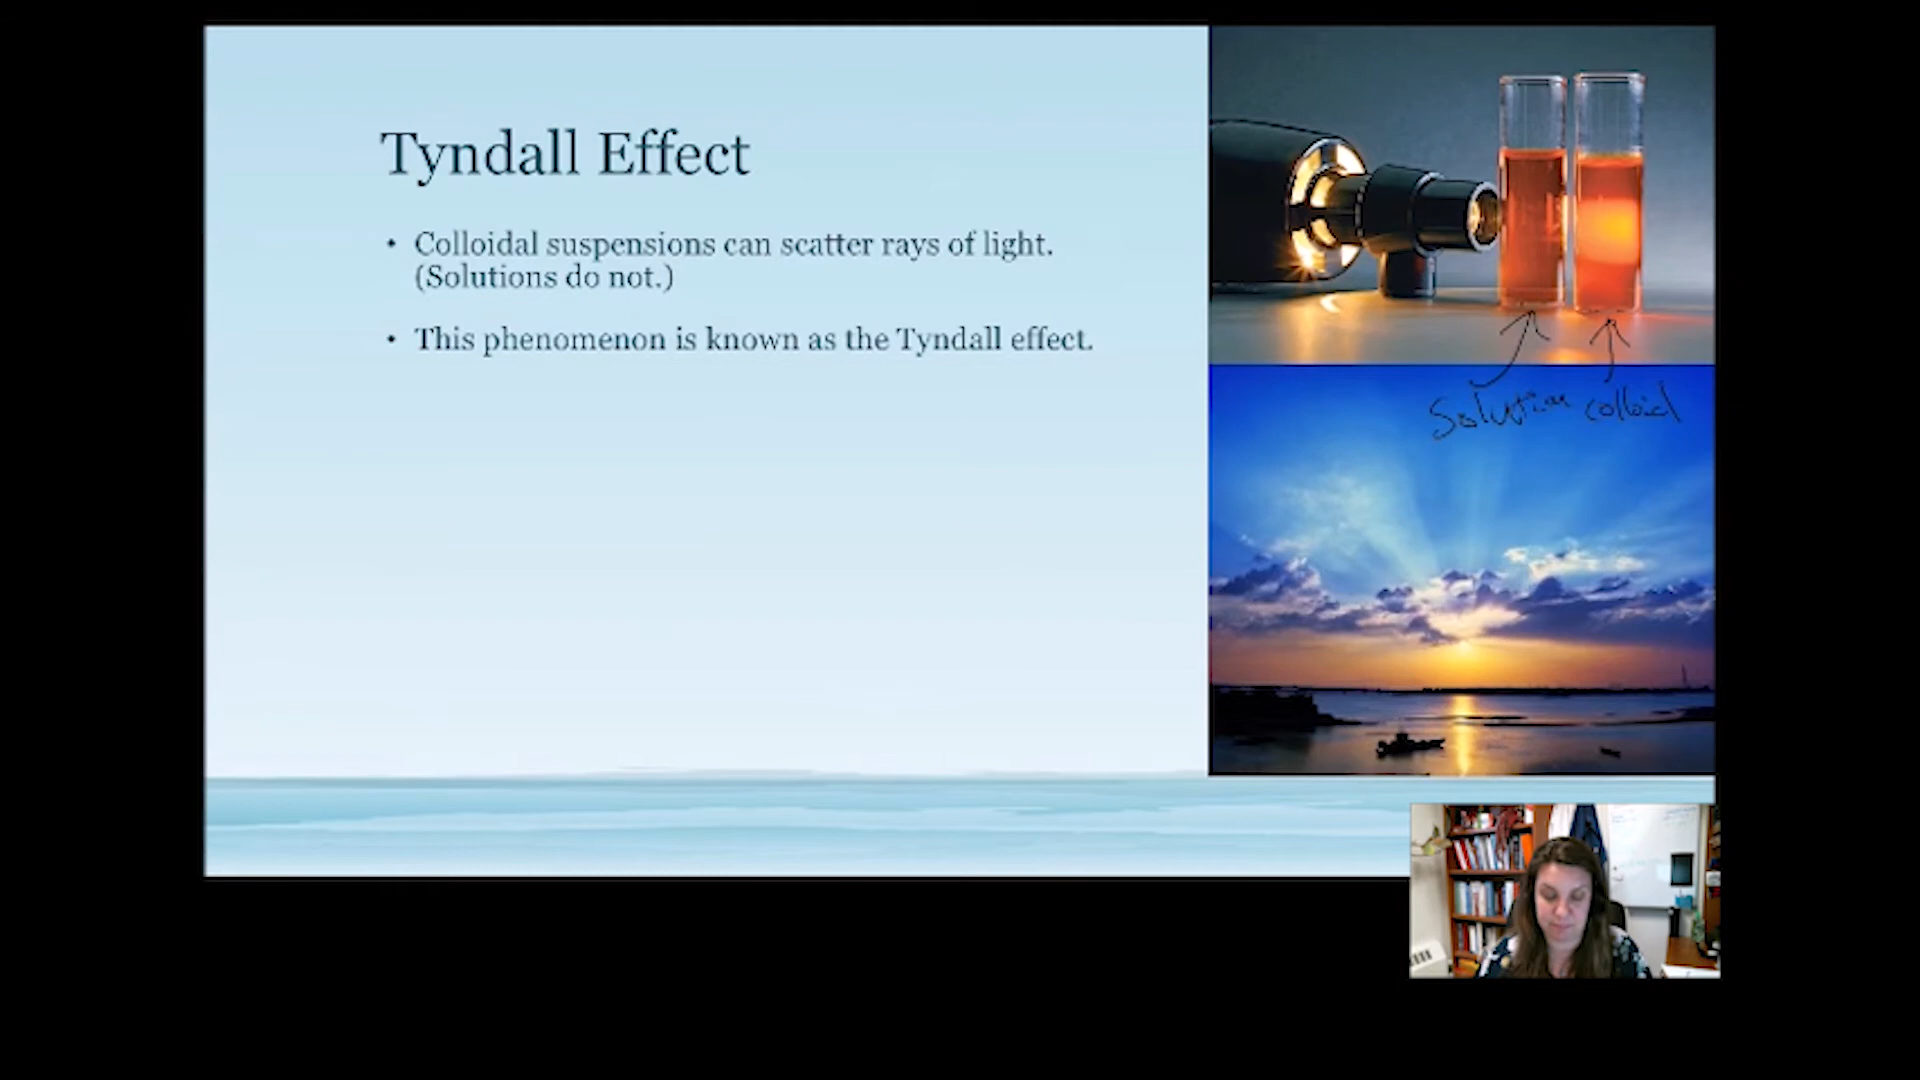 Tyndall Effect
• Colloidal suspensions can scatter rays of light.
(Solutions do not.)
• This phenomenon is known as the Tyndall effect.
Solution colloid